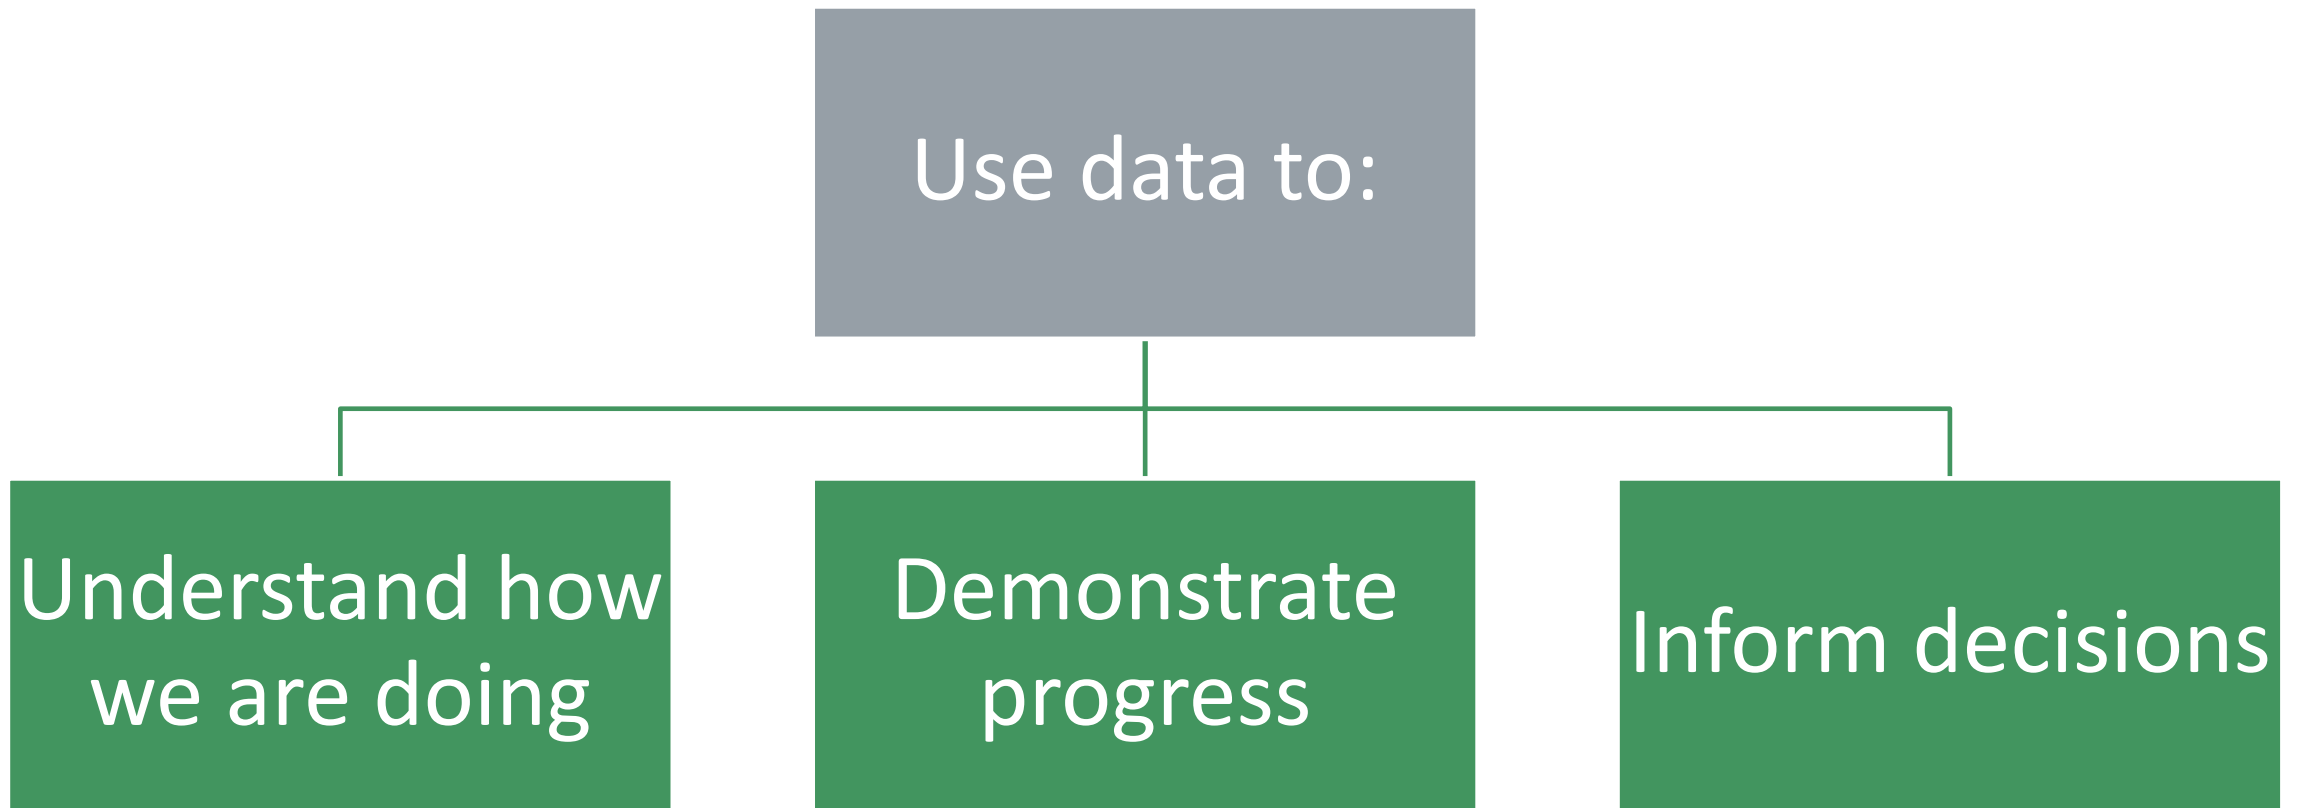 Use data to:
Understand how
we are doing
Demonstrate
progress
Inform decisions